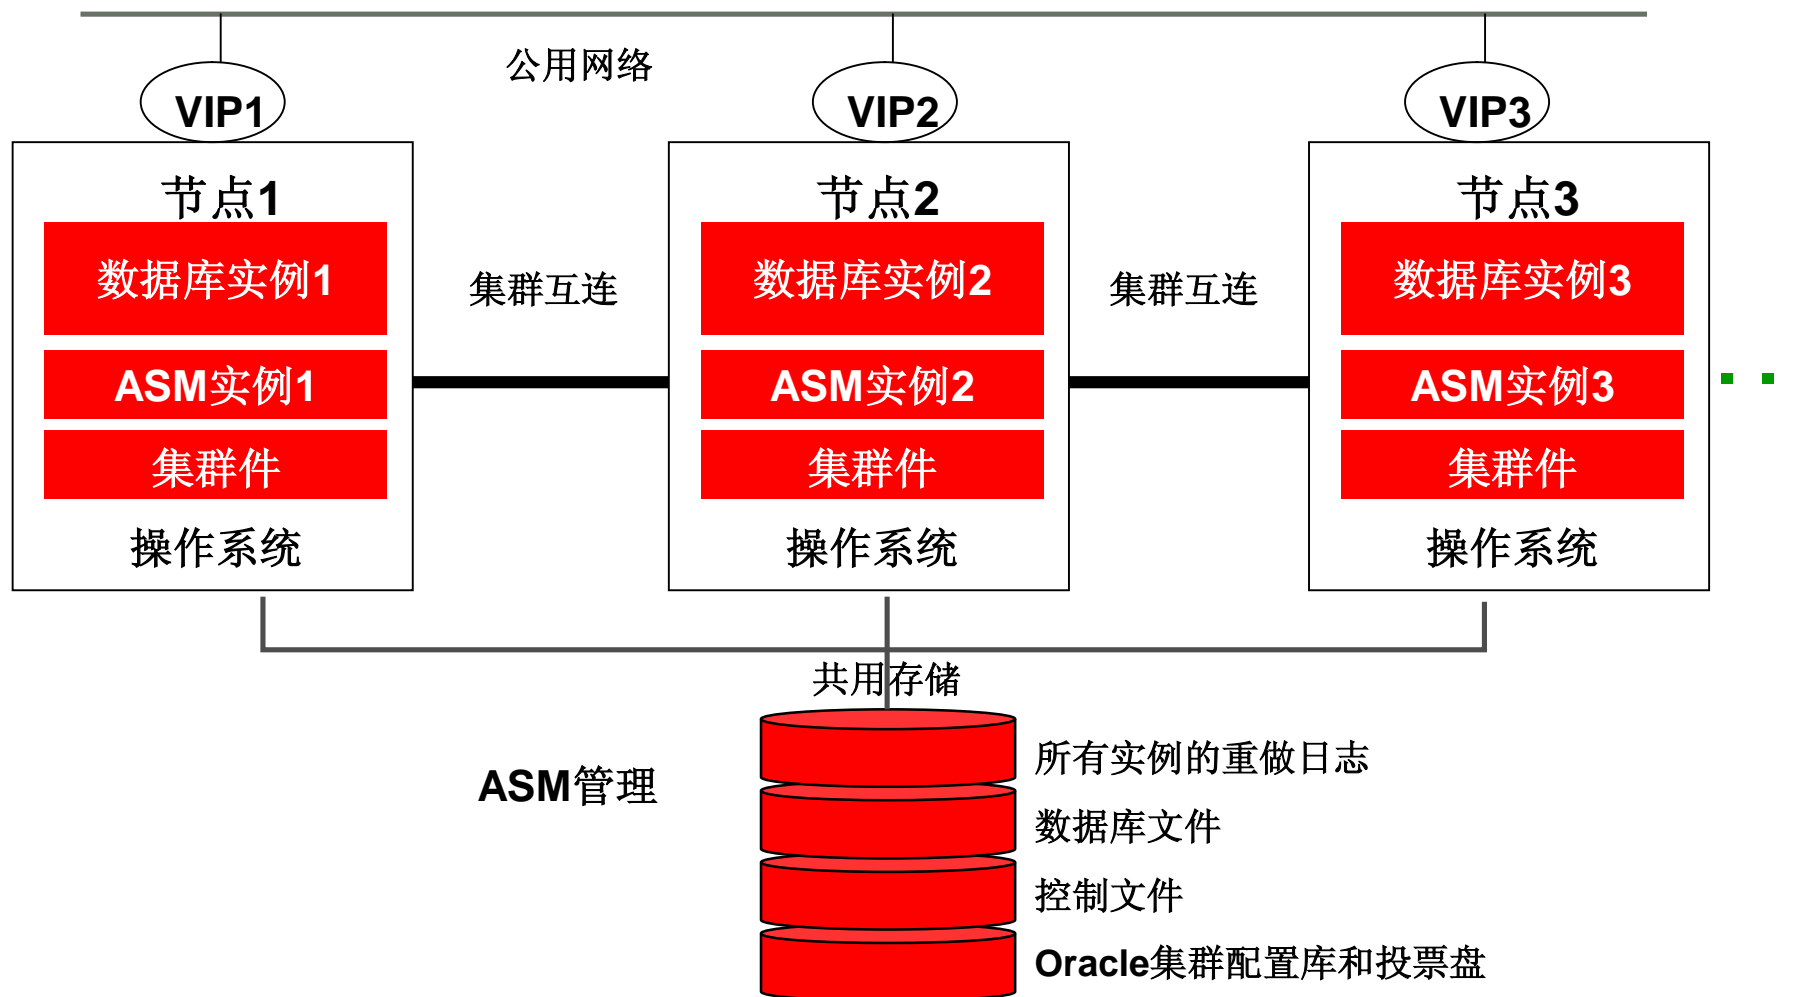 公用网络
VIP1
VIP2
VIP3
节点1
数据库实例1
ASM实例1
集群件
操作系统
集群互连
节点2
数据库实例2
ASM实例2
集群件
操作系统
集群互连
节点3
数据库实例3
ASM实例3
集群件
操作系统
共用存储
ASM管理
所有实例的重做日志
数据库文件
控制文件
Oracle集群配置库和投票盘